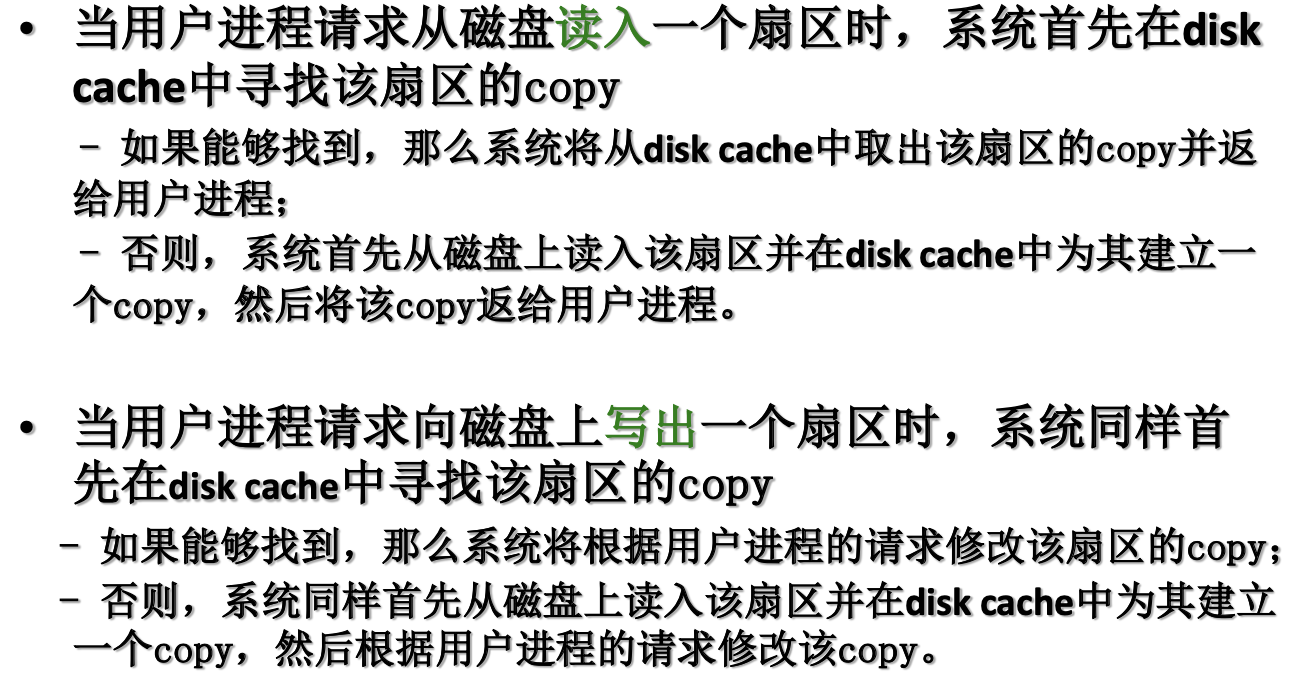 • 当用户进程请求从磁盘读入一个扇区时，系统首先在disk
cache中寻找该扇区的copy
– 如果能够找到，那么系统将从disk cache中取出该扇区的copy并返
给用户进程；
– 否则，系统首先从磁盘上读入该扇区并在disk cache中为其建立一
个copy，然后将该copy返给用户进程。
• 当用户进程请求向磁盘上写出一个扇区时，系统同样首
先在disk cache中寻找该扇区的copy
– 如果能够找到，那么系统将根据用户进程的请求修改该扇区的copy；
– 否则，系统同样首先从磁盘上读入该扇区并在disk cache中为其建立
一个copy，然后根据用户进程的请求修改该copy。